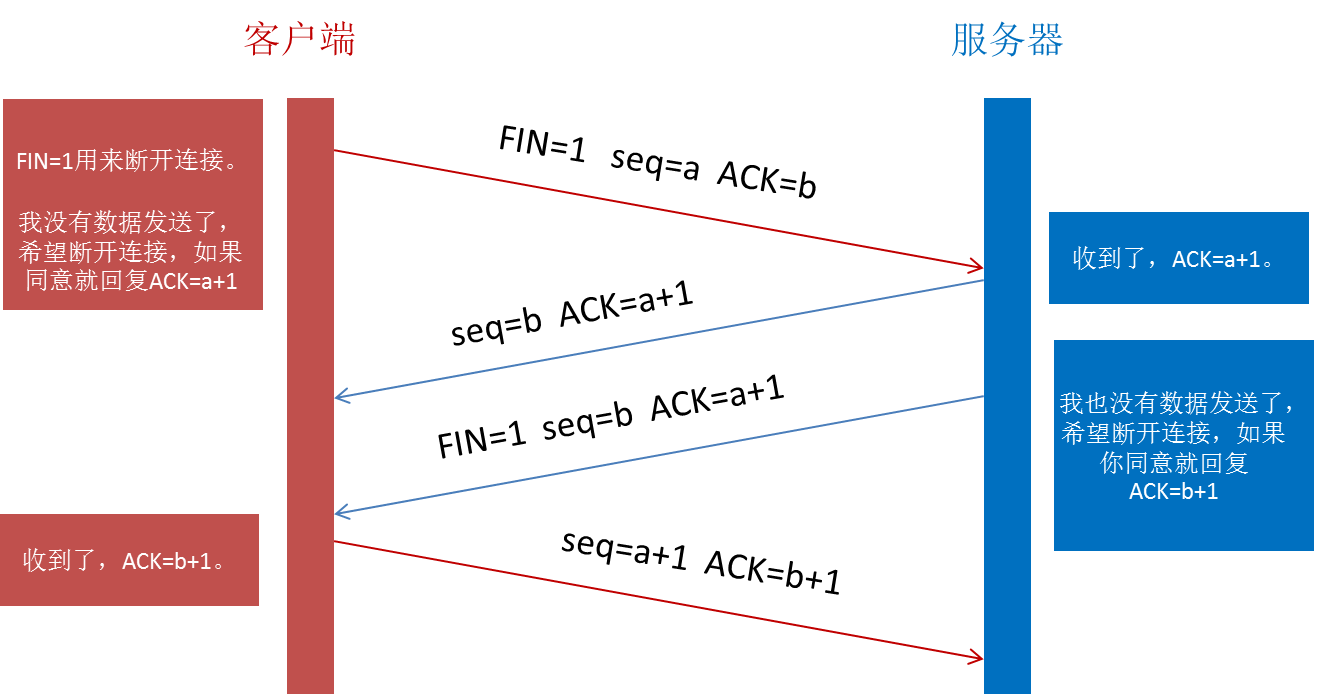 客户端
服务器
FIN=1用来断开连接。
我没有数据发送了，
希望断开连接，如果
同意就回复ACK=a+1
FIN=1 seq=a ACK=b
收到了，ACK=a+1。
seq=b ACK=a+1
我也没有数据发送了，
希望断开连接，如果
你同意就回复
ACK=b+1
FIN=1 seq=b ACK=a+1
收到了，ACK=b+1。
seq=a+1 ACK=b+1